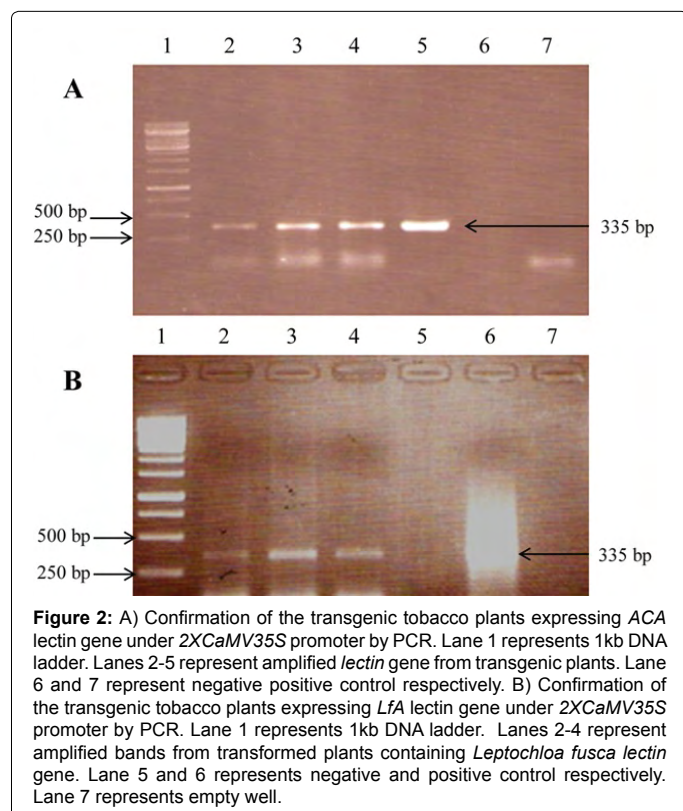 1 2 3 4 5 6 7
A
500 bp
250 bp
335 bp
1 2 3 4 5 6 7
B
500 bp
250 bp
335 bp
Figure 2: A) Confirmation of the transgenic tobacco plants expressing ACA
lectin gene under 2XCaMV35S promoter by PCR. Lane 1 represents 1kb DNA
ladder. Lanes 2-5 represent amplified lectin gene from transgenic plants. Lane
6 and 7 represent negative positive control respectively. B) Confirmation of
the transgenic tobacco plants expressing LfA lectin gene under 2XCaMV35S
promoter by PCR. Lane 1 represents 1kb DNA ladder. Lanes 2-4 represent
amplified bands from transformed plants containing Leptochloa fusca lectin
gene. Lane 5 and 6 represents negative and positive control respectively.
Lane 7 represents empty well.